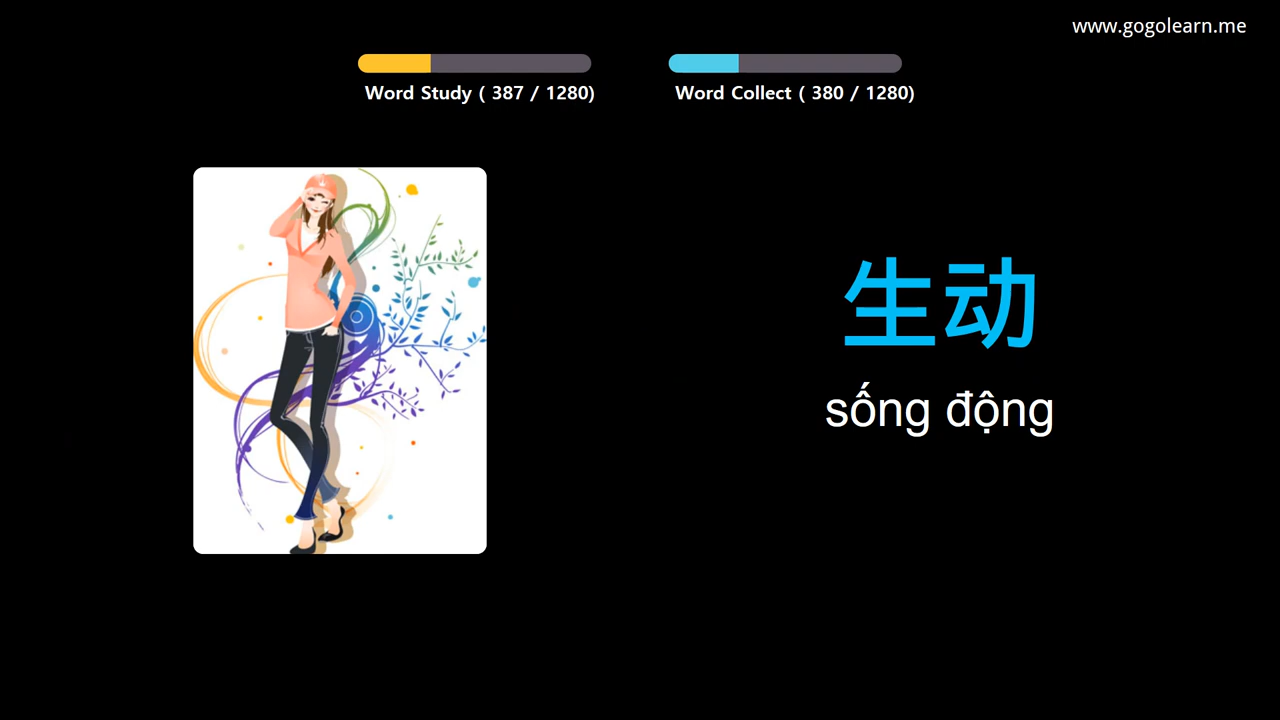 www.gogolearn.me
Word Study ( 387 / 1280)
Word Collect ( 380 / 1280)
生动
sống động